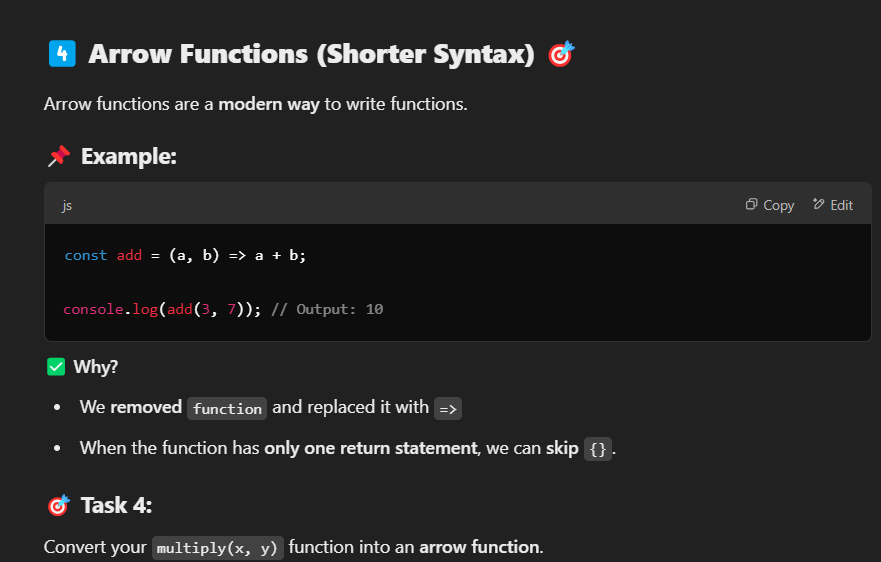 4 Arrow Functions (Shorter Syntax)
Arrow functions are a modern way to write functions.
Example:
js Copy Edit
const add = (a, b) => a + b;
console.log(add(3, 7)); // Output: 10
Why?
• We removed function and replaced it with =>
• When the function has only one return statement, we can skip {}.
Task 4:
Convert your multiply(x, y) function into an arrow function.